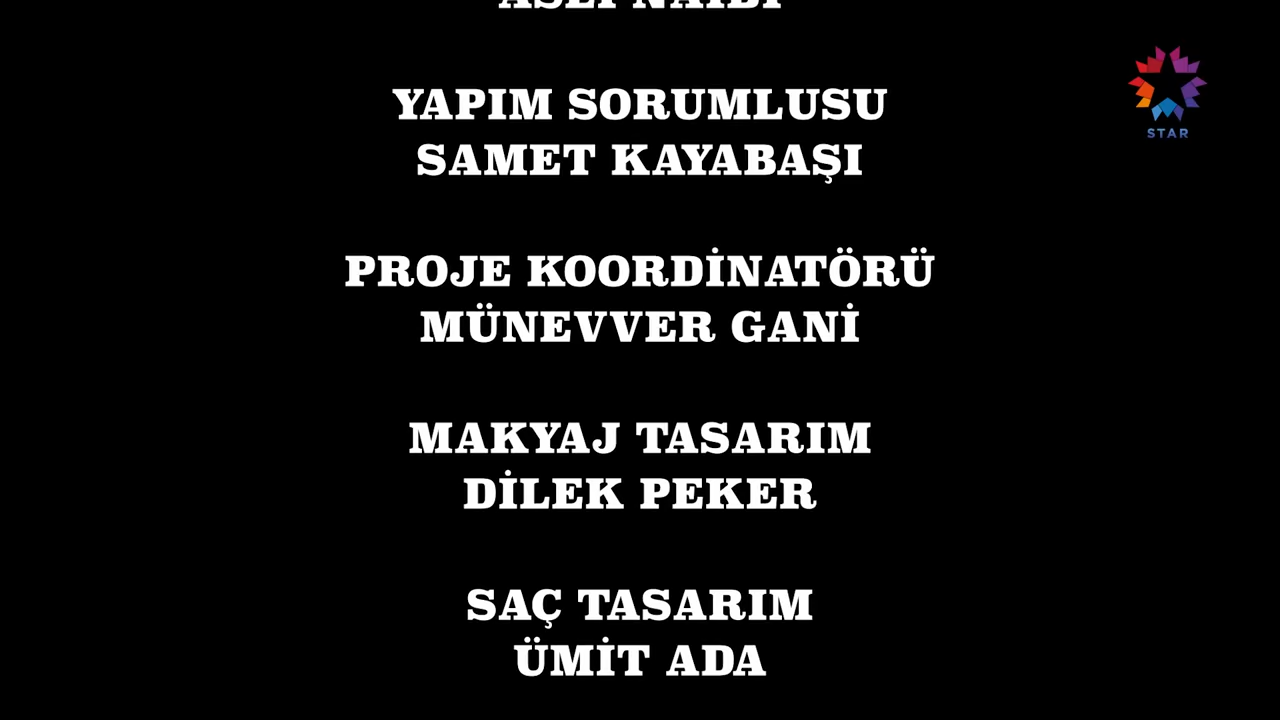 YAPIM SORUMLUSU
SAMET KAYABAŞI
PROJE KOORDİNATÖRÜ
MÜNEVVER GANİ
MAKYAJ TASARIM
DİLEK PEKER
SAÇ TASARIM
ÜMİT ADA
STAR